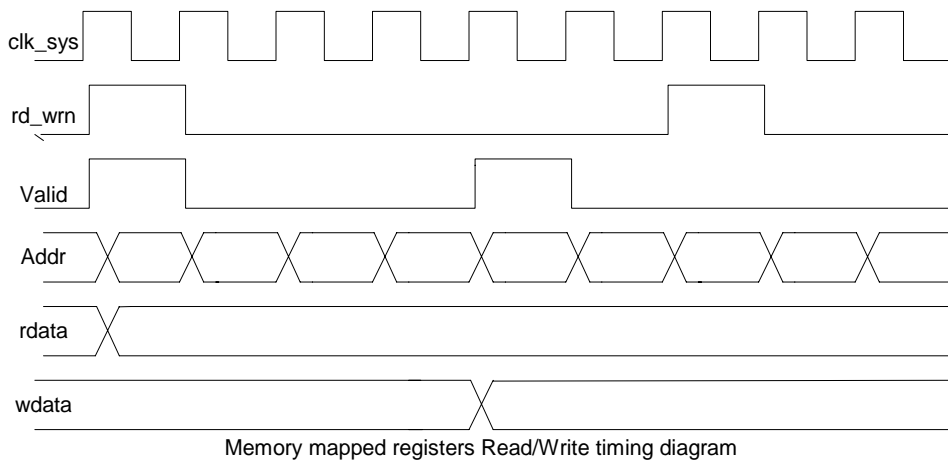 clk_sys
rd_wrn
Valid
Addr
rdata
wdata
Memory mapped registers Read/Write timing diagram